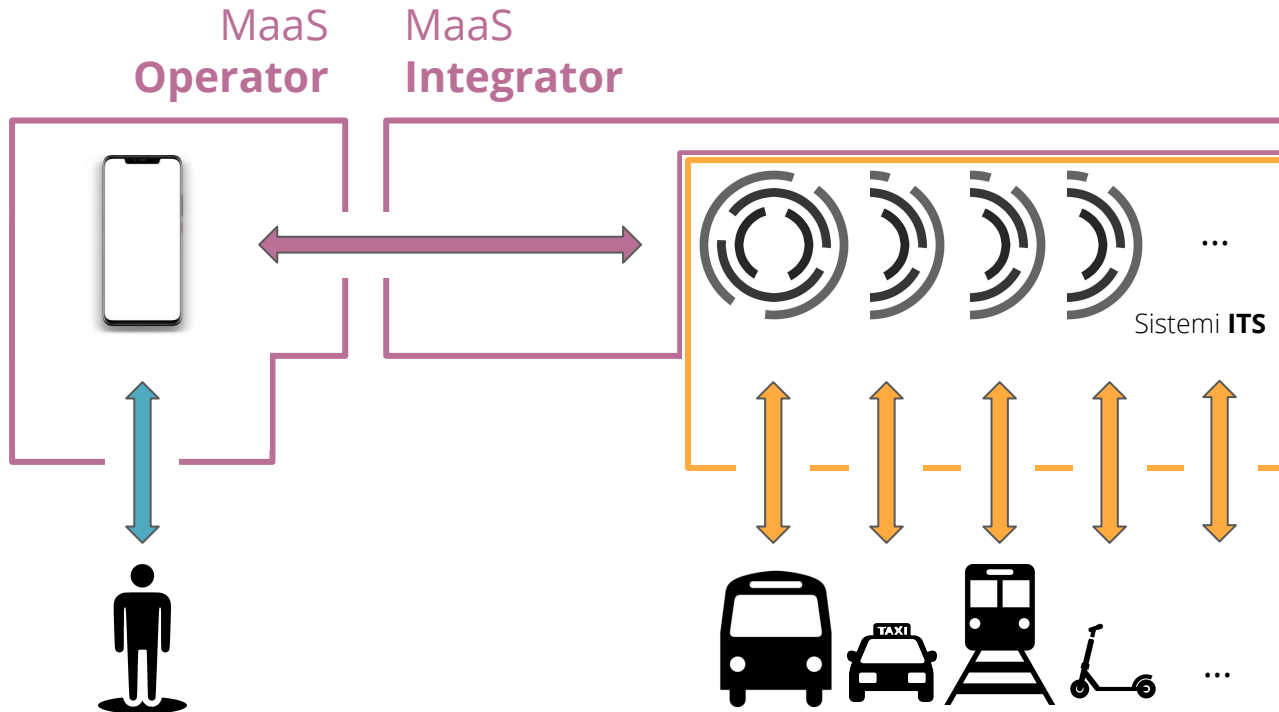 MaaS
Operator
MaaS
Integrator
...
Sistemi ITS
TAXI
...